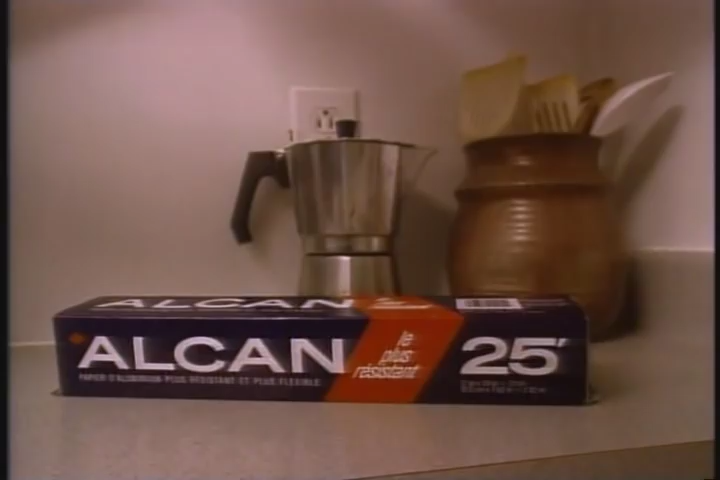 ALCAN
ALCAN
le
plus
résistant
25'
PAPIER D'ALUMINIUM PLUS RÉSISTANT ET PLUS FLEXIBLE